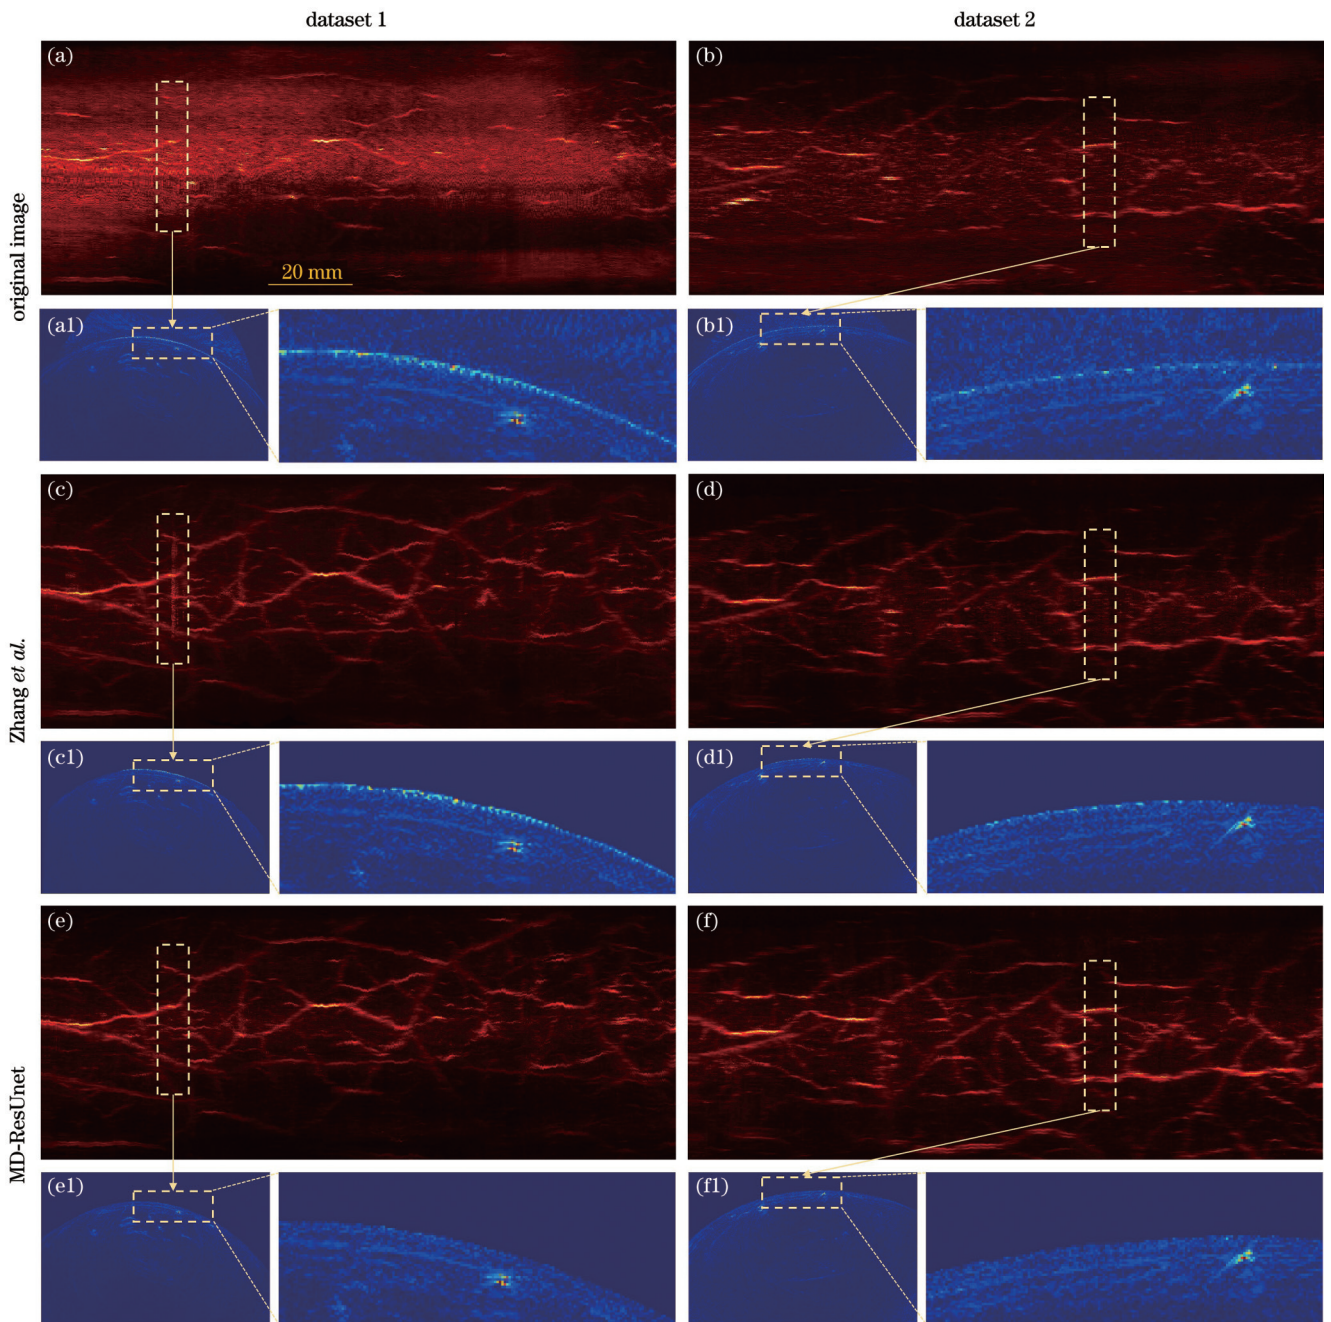 dataset 1
dataset 2
(a)
(b)
original image
20 mm
(a1)
(b1)
(c)
(d)
Zhang et al.
(c1)
(d1)
(e)
(f)
MD-ResUnet
(e1)
(f1)